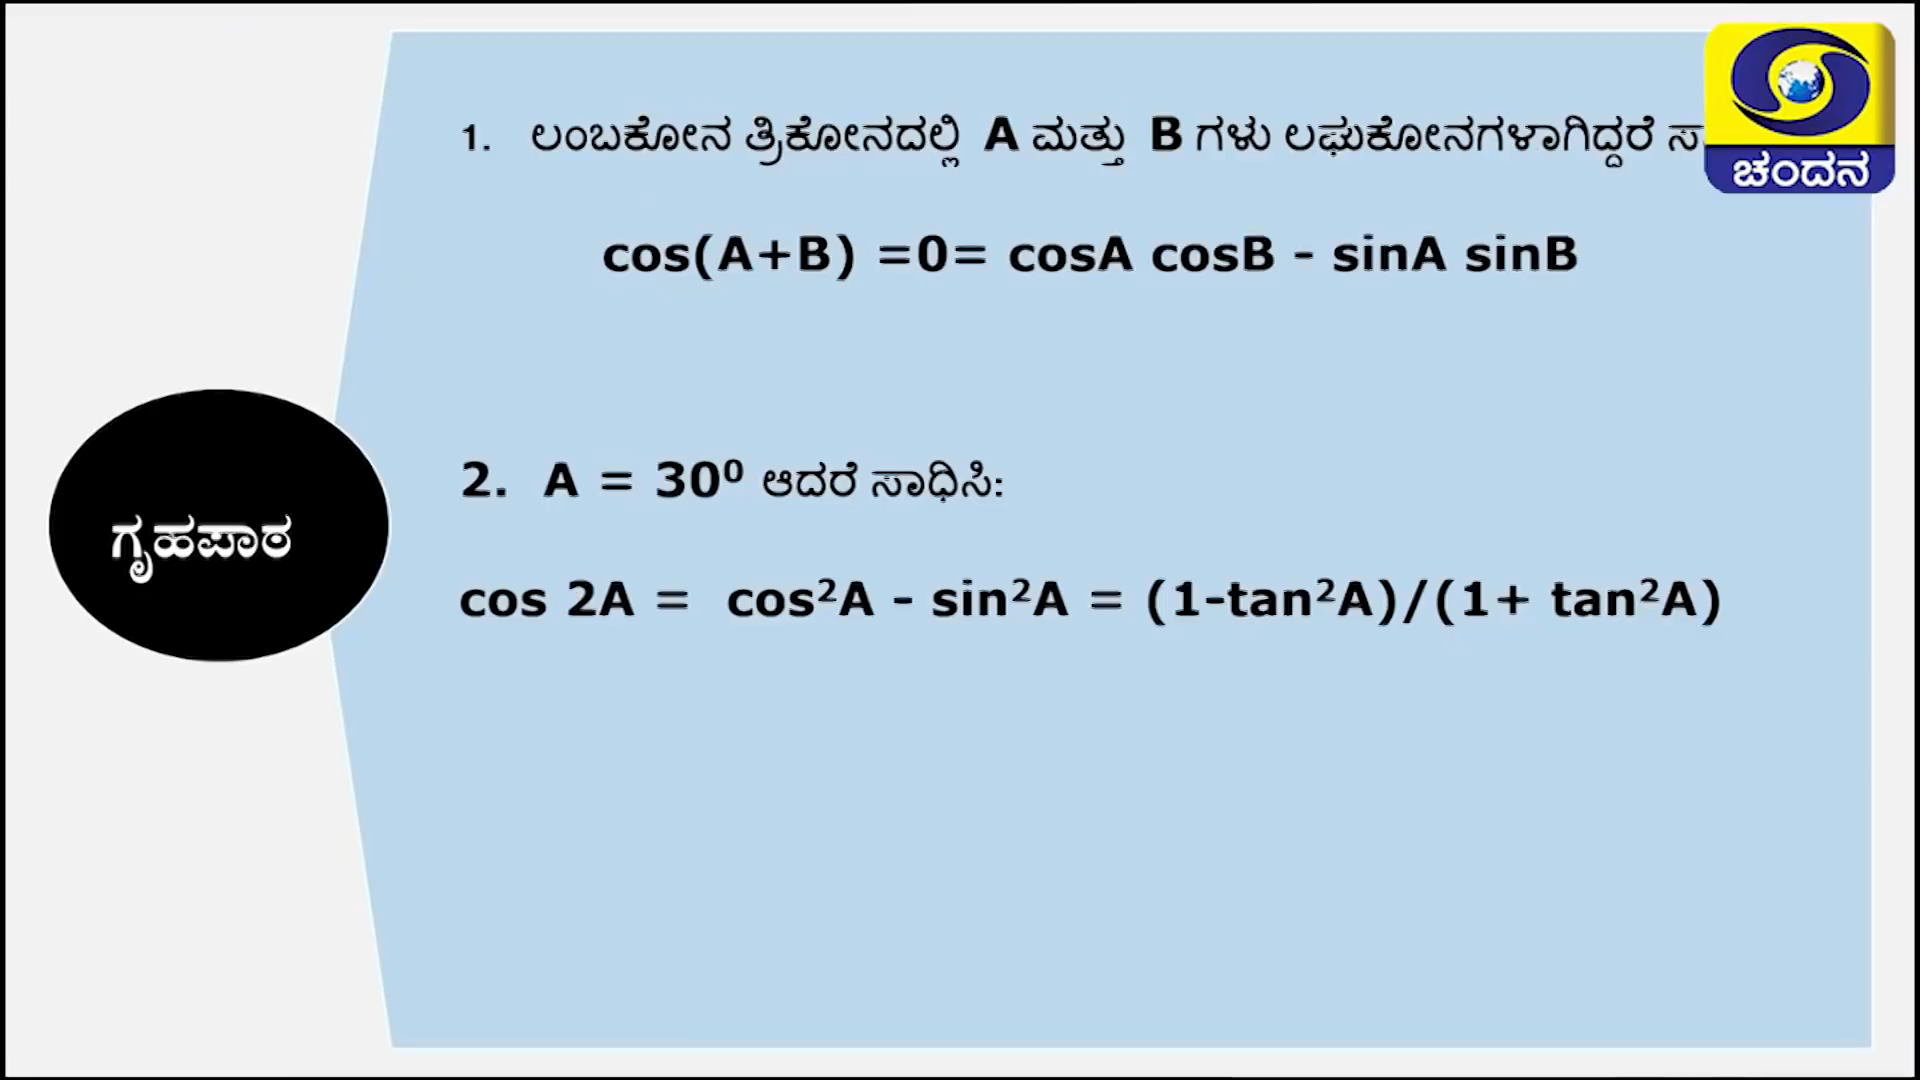 1. ಲಂಬಕೋನ ತ್ರಿಕೋನದಲ್ಲಿ A ಮತ್ತು B ಗಳು ಲಘುಕೋನಗಳಾಗಿದ್ದರೆ
ಚಂದನ
cos(A+B) =0= cosA cosB - sinA sinB
2. A = 30⁰ ಆದರೆ ಸಾಧಿಸಿ:
ಗೃಹಪಾಠ
cos 2A = cos²A - sin²A = (1-tan²A)/(1+ tan²A)